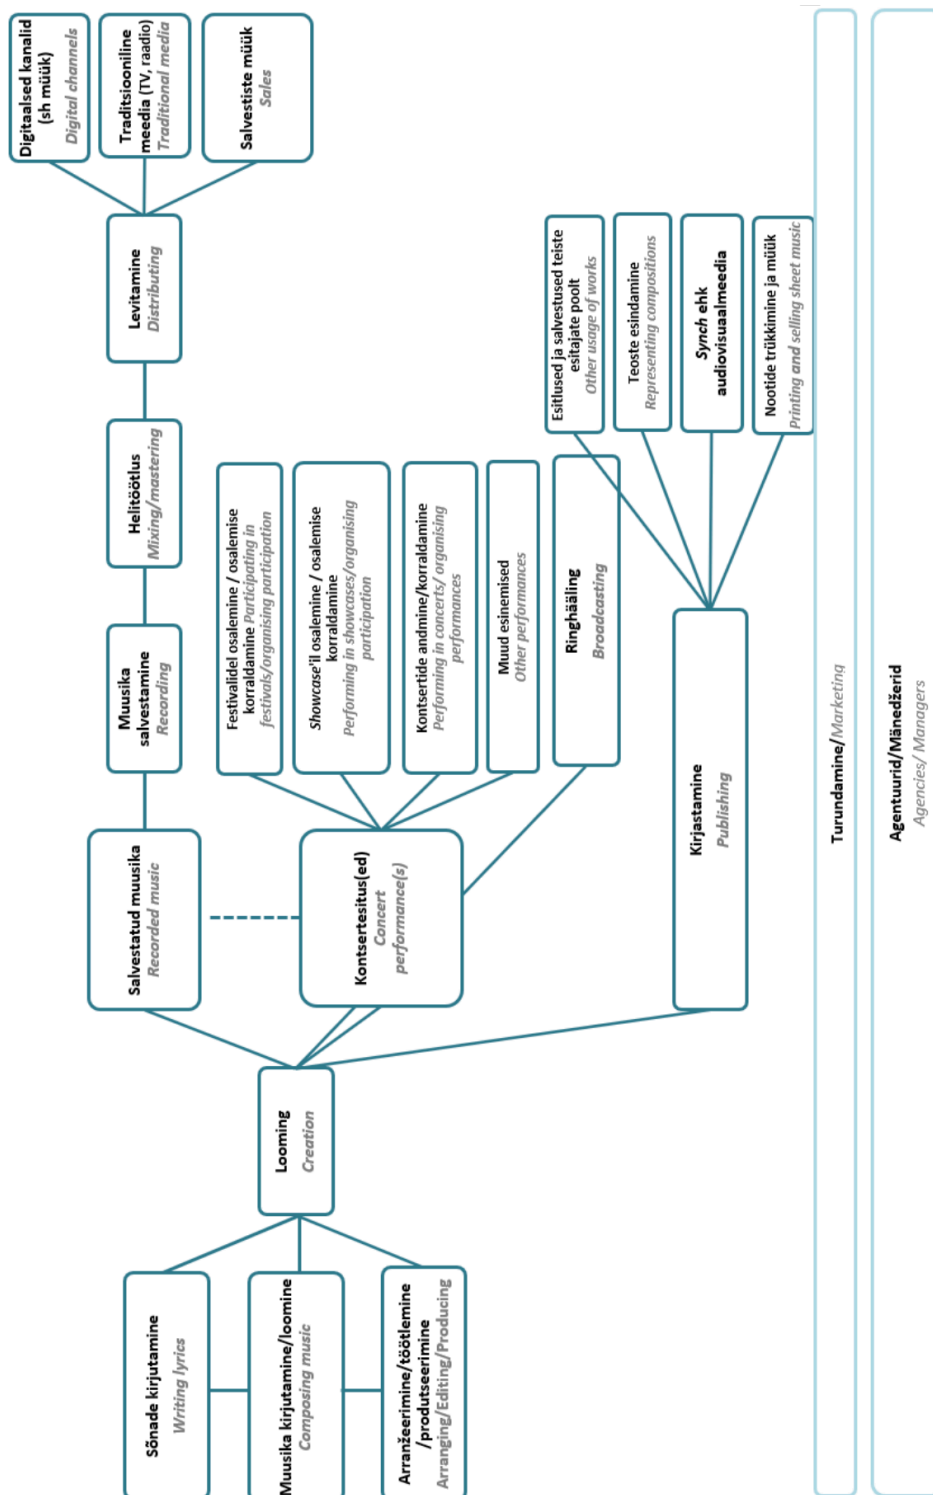 Sõnade kirjutamine
Writing lyrics
Muusika kirjutamine/loomine
Composing music
Arranžeerimine/töötlemine
/produtseerimine
Arranging/Editing/Producing
Looming
Creation
Salvestatud muusika
Recorded music
Muusika
salvestamine
Recording
Helitöötlus
Mixing/mastering
Levitamine
Distributing
Digitaalsed kanalid
(sh müük)
Digital channels
Traditsiooniline
meedia (TV, raadio)
Traditional media
Salvestiste müük
Sales
Kontsertesitus(ed)
Concert
performance(s)
Festivalidel osalemine / osalemise
korraldamine Participating in
festivals/organising participation
Showcase'il osalemine / osalemise
korraldamine
Performing in showcases/organising
participation
Kontsertide andmine/korraldamine
Performing in concerts/ organising
performances
Muud esinemised
Other performances
Ringhääling
Broadcasting
Kirjastamine
Publishing
Esitlused ja salvestused teiste
esitajate poolt
Other usage of works
Teoste esindamine
Representing compositions
Synch ehk
audiovisuaalmeedia
Nootide trükkimine ja müük
Printing and selling sheet music
Turundamine/Marketing
Agentuurid/Mänedžerid
Agencies/ Managers